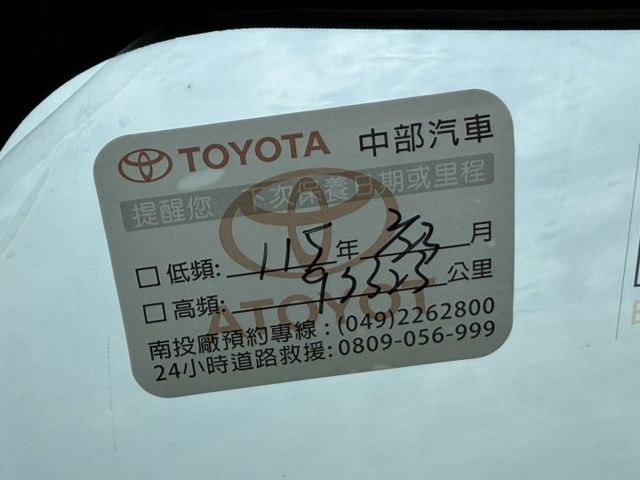 TOYOTA 中部汽車
提醒您 下次保養日期或里程
□ 低頻: 115 年 月
□ 高頻: 公里
南投廠預約專線：(049)2262800
24小時道路救援: 0809-056-999